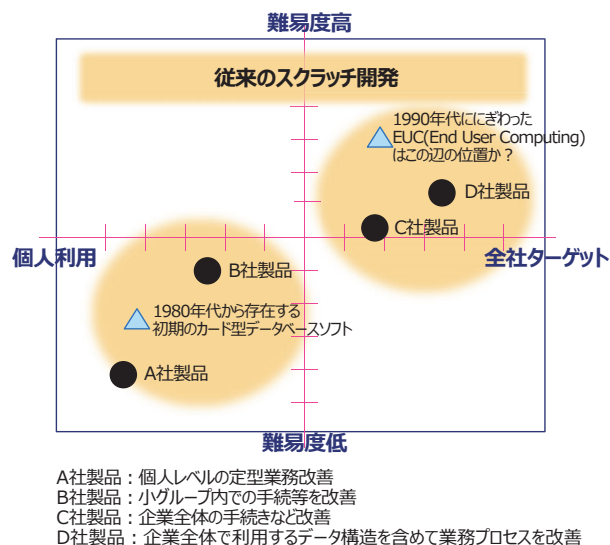 難易度高
従来のスクラッチ開発
1990年代ににぎわった
EUC(End User Computing)
はこの辺の位置か？
D社製品
C社製品
個人利用
全社ターゲット
B社製品
1980年代から存在する
初期のカード型データベースソフト
A社製品
難易度低
A社製品：個人レベルの定型業務改善
B社製品：小グループ内での手続等を改善
C社製品：企業全体の手続きなど改善
D社製品：企業全体で利用するデータ構造を含めて業務プロセスを改善